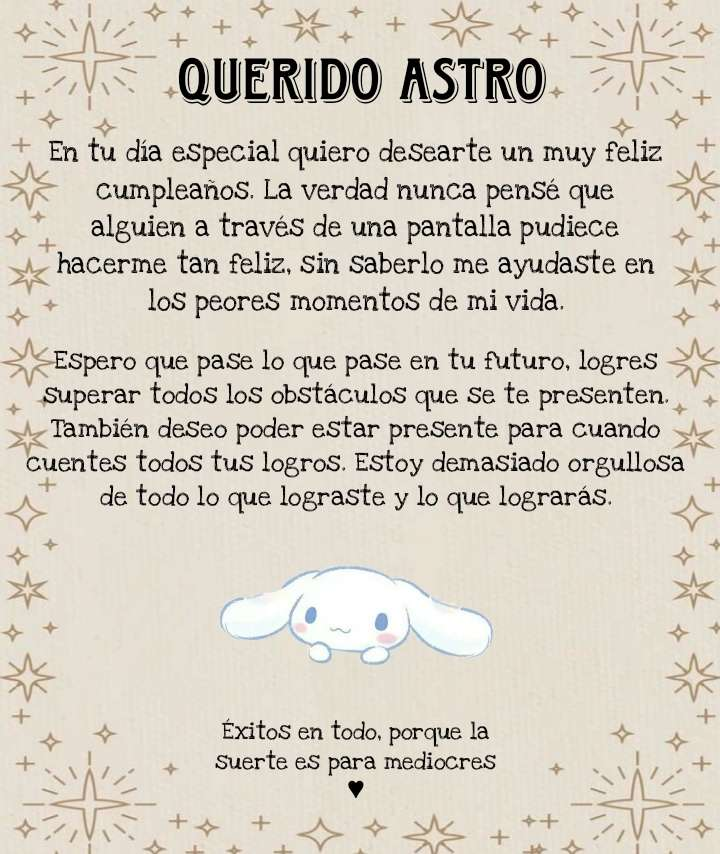 QUERIDO ASTRO
En tu día especial quiero desearte un muy feliz
cumpleaños. La verdad nunca pensé que
alguien a través de una pantalla pudiece
hacerme tan feliz, sin saberlo me ayudaste en
los peores momentos de mi vida.
Espero que pase lo que pase en tu futuro, logres
superar todos los obstáculos que se te presenten.
También deseo poder estar presente para cuando
cuentes todos tus logros. Estoy demasiado orgullosa
de todo lo que lograste y lo que lograrás.
Éxitos en todo, porque la
suerte es para mediocres
♥